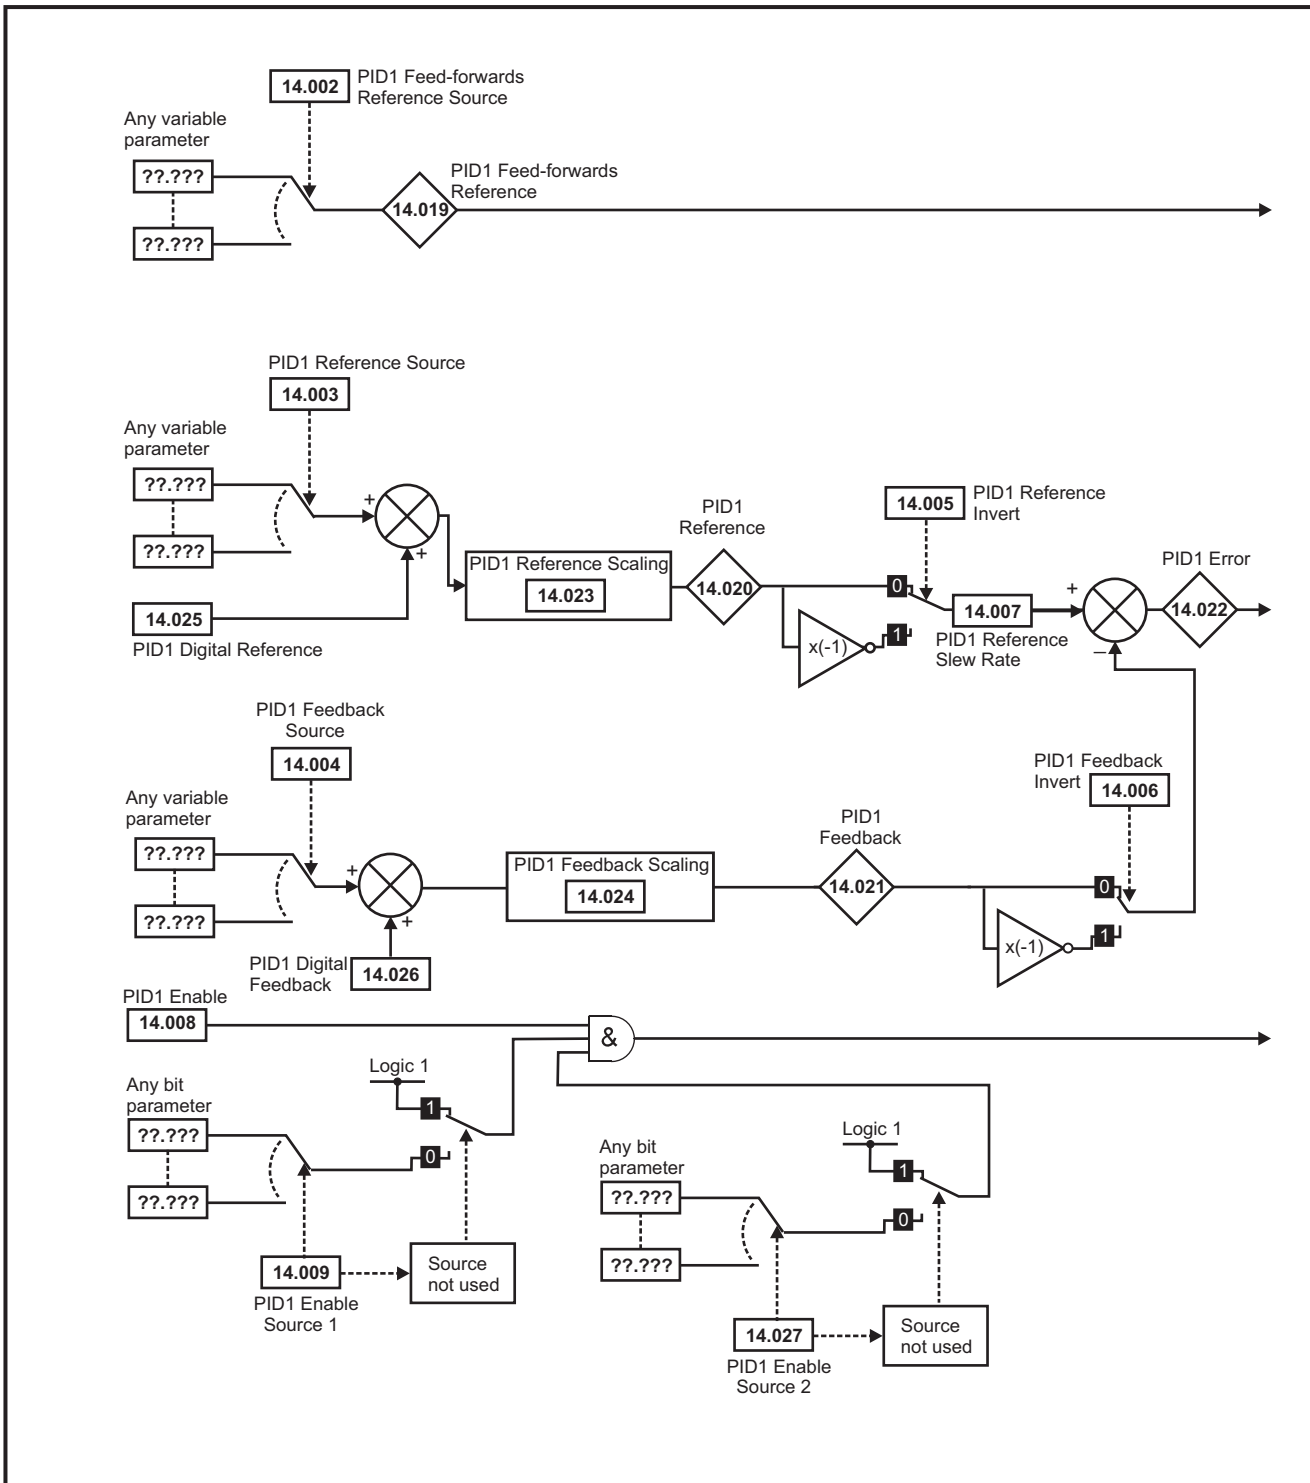 14.002
PID1 Feed-forwards
Reference Source
Any variable
parameter
??.???
??.???
PID1 Feed-forwards
Reference
14.019
PID1 Reference Source
14.003
Any variable
parameter
??.???
??.???
+
+
14.025
PID1 Digital Reference
PID1 Reference Scaling
14.023
PID1
Reference
14.020
14.005
PID1 Reference
Invert
0
1
x(-1)
14.007
PID1 Reference
Slew Rate
+
–
PID1 Error
14.022
PID1 Feedback
Source
14.004
Any variable
parameter
??.???
??.???
+
+
PID1 Digital
Feedback
14.026
PID1 Feedback Scaling
14.024
PID1
Feedback
14.021
PID1 Feedback
Invert
14.006
0
1
x(-1)
PID1 Enable
14.008
&
Logic 1
1
0
Any bit
parameter
??.???
??.???
14.009
PID1 Enable
Source 1
Source
not used
Logic 1
1
0
Any bit
parameter
??.???
??.???
14.027
PID1 Enable
Source 2
Source
not used